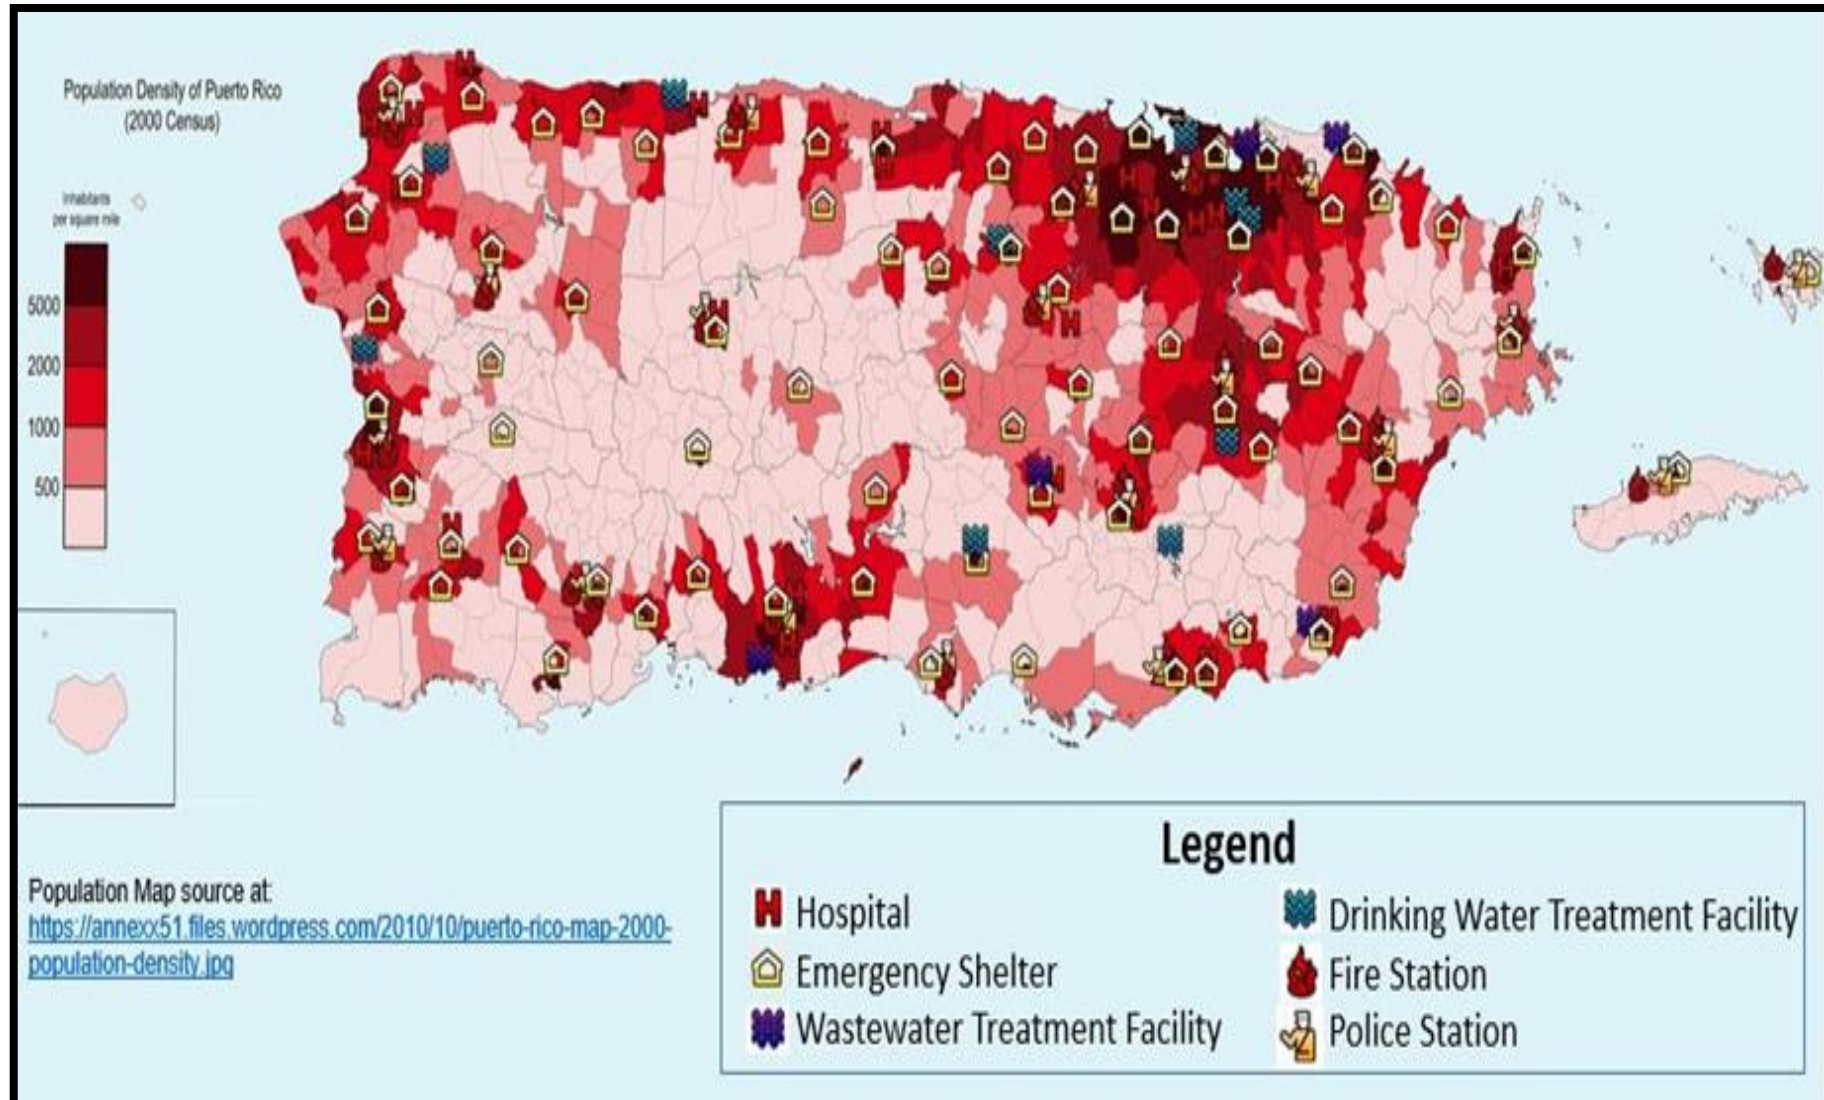 Population Density of Puerto Rico
(2000 Census)
Inhabitants
per square mile
5000
2000
1000
500
Population Map source at:
https://annexx51.files.wordpress.com/2010/10/puerto-rico-map-2000-
population-density.jpg
Legend
Hospital
Emergency Shelter
Wastewater Treatment Facility
Drinking Water Treatment Facility
Fire Station
Police Station